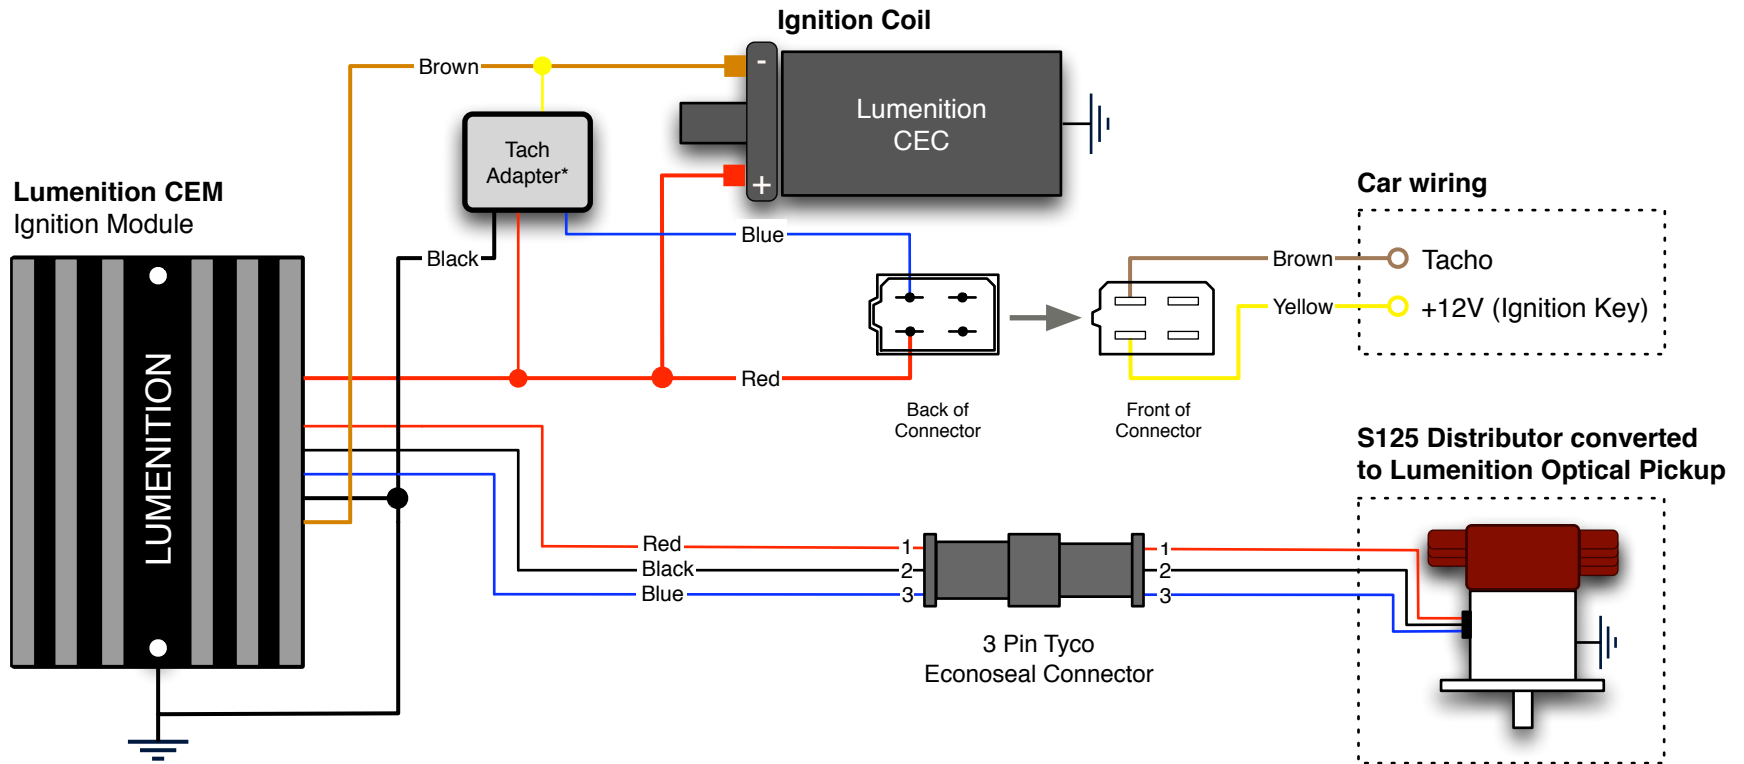 Ignition Coil
Brown
-
Lumenition
CEC
Tach
Adapter*
+
Lumenition CEM
Ignition Module
Car wiring
Blue
Black
Brown
Tacho
Yellow
+12V (Ignition Key)
LUMENITION
Red
Back of
Connector
Front of
Connector
S125 Distributor converted
to Lumenition Optical Pickup
Red
1
1
Black
2
2
Blue
3
3
3 Pin Tyco
Econoseal Connector